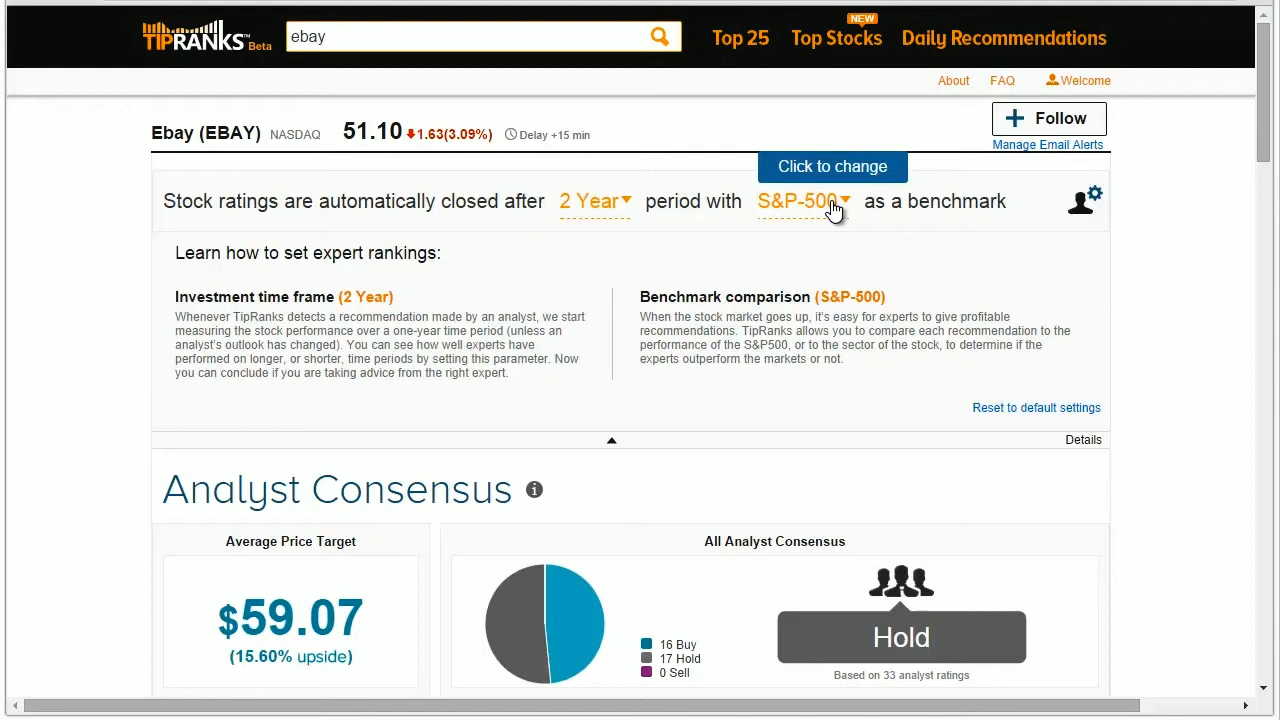 TIPRANKS™ Beta
ebay
Top 25
NEW
Top Stocks
Daily Recommendations
About
FAQ
Welcome
Ebay (EBAY) NASDAQ 51.10 1.63(3.09%) Delay +15 min
+ Follow
Manage Email Alerts
Click to change
Stock ratings are automatically closed after 2 Year period with S&P-500 as a benchmark
Learn how to set expert rankings:
Investment time frame (2 Year)
Whenever TipRanks detects a recommendation made by an analyst, we start
measuring the stock performance over a one-year time period (unless an
analyst's outlook has changed). You can see how well experts have
performed on longer, or shorter, time periods by setting this parameter. Now
you can conclude if you are taking advice from the right expert.
Benchmark comparison (S&P-500)
When the stock market goes up, it's easy for experts to give profitable
recommendations. TipRanks allows you to compare each recommendation to the
performance of the S&P500, or to the sector of the stock, to determine if the
experts outperform the markets or not.
Reset to default settings
Details
Analyst Consensus
Average Price Target
$59.07
(15.60% upside)
All Analyst Consensus
16 Buy
17 Hold
0 Sell
Hold
Based on 33 analyst ratings